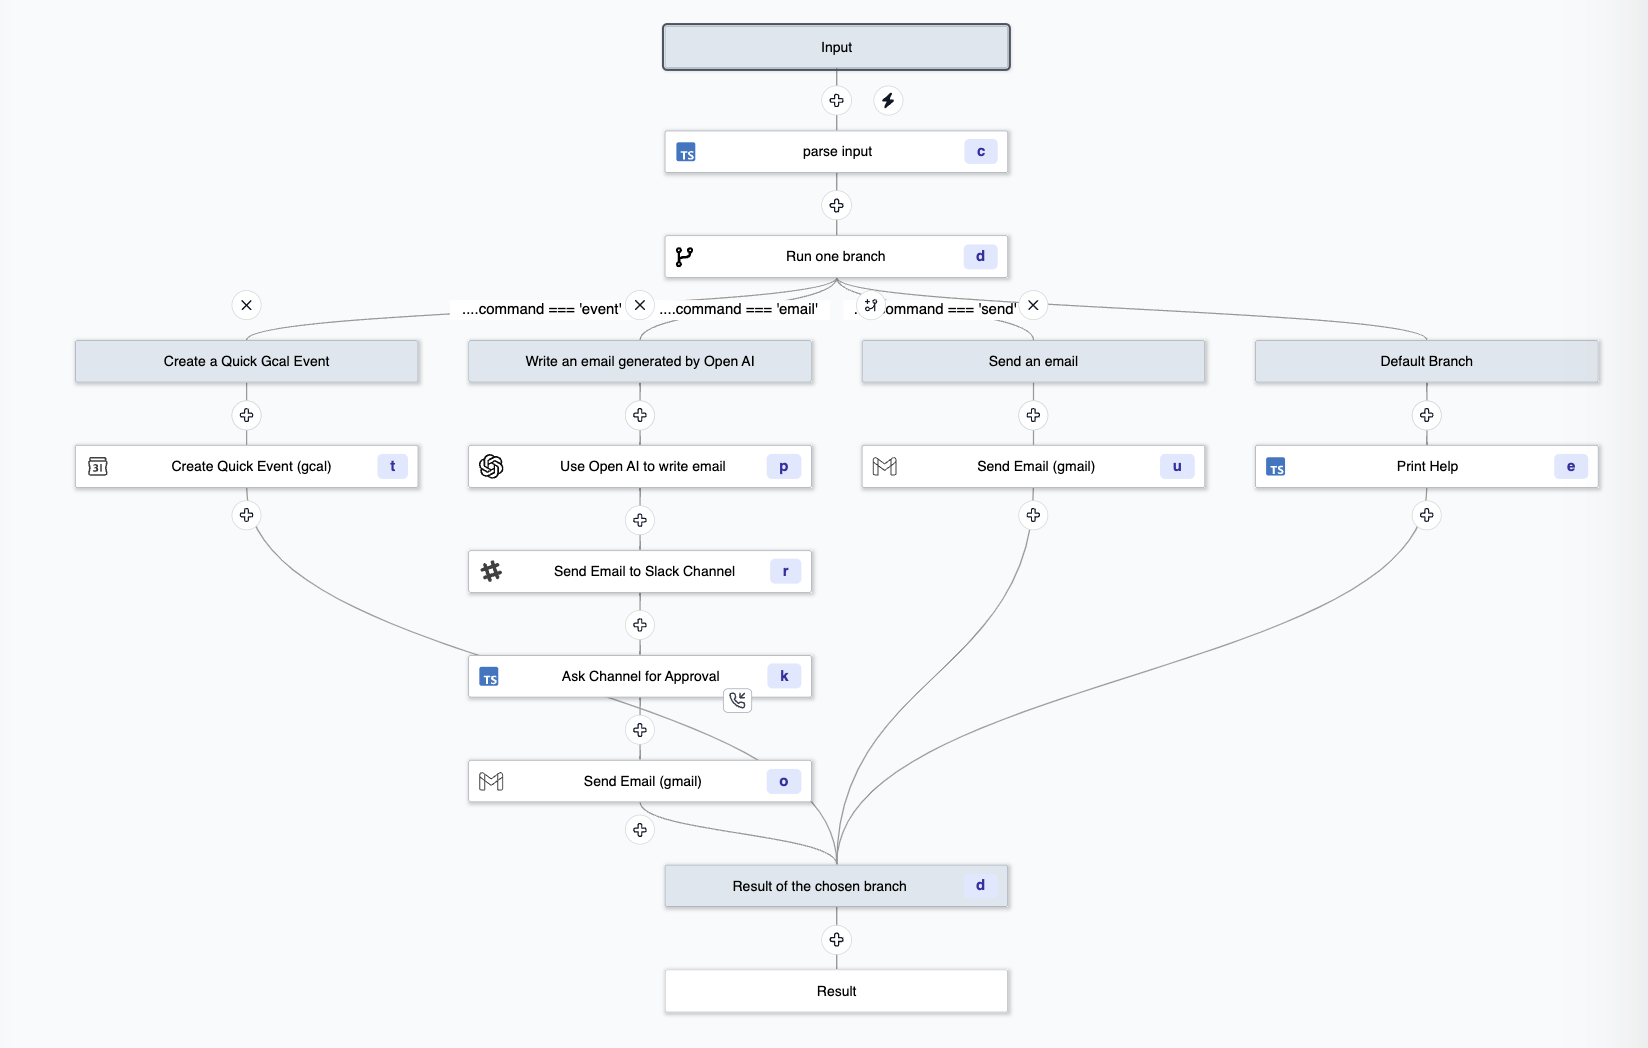 Input
TS parse input c
Run one branch d
....command === 'event' ....command === 'email' ....command === 'send'
Create a Quick Gcal Event Write an email generated by Open AI Send an email Default Branch
31 Create Quick Event (gcal) t Use Open AI to write email p Send Email (gmail) u TS Print Help e
Send Email to Slack Channel r
TS Ask Channel for Approval k
Send Email (gmail) o
Result of the chosen branch d
Result